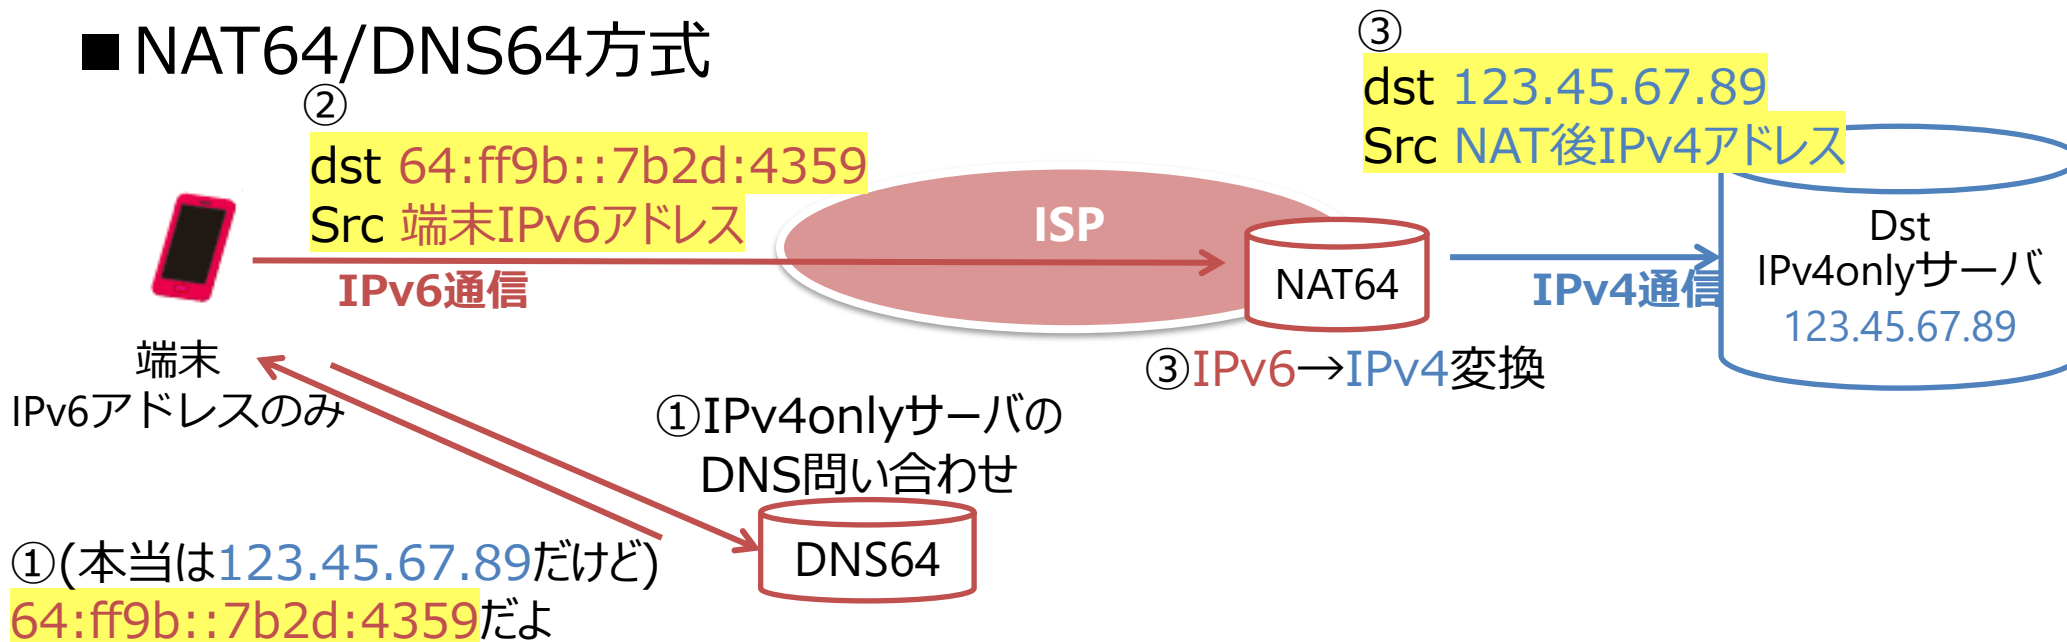 ■NAT64/DNS64方式
②
dst 64:ff9b::7b2d:4359
Src 端末IPv6アドレス
③
dst 123.45.67.89
Src NAT後IPv4アドレス
ISP
IPv6通信
NAT64
IPv4通信
Dst
IPv4onlyサーバ
123.45.67.89
端末
IPv6アドレスのみ
③IPv6→IPv4変換
①IPv4onlyサーバの
DNS問い合わせ
DNS64
①(本当は123.45.67.89だけど)
64:ff9b::7b2d:4359だよ